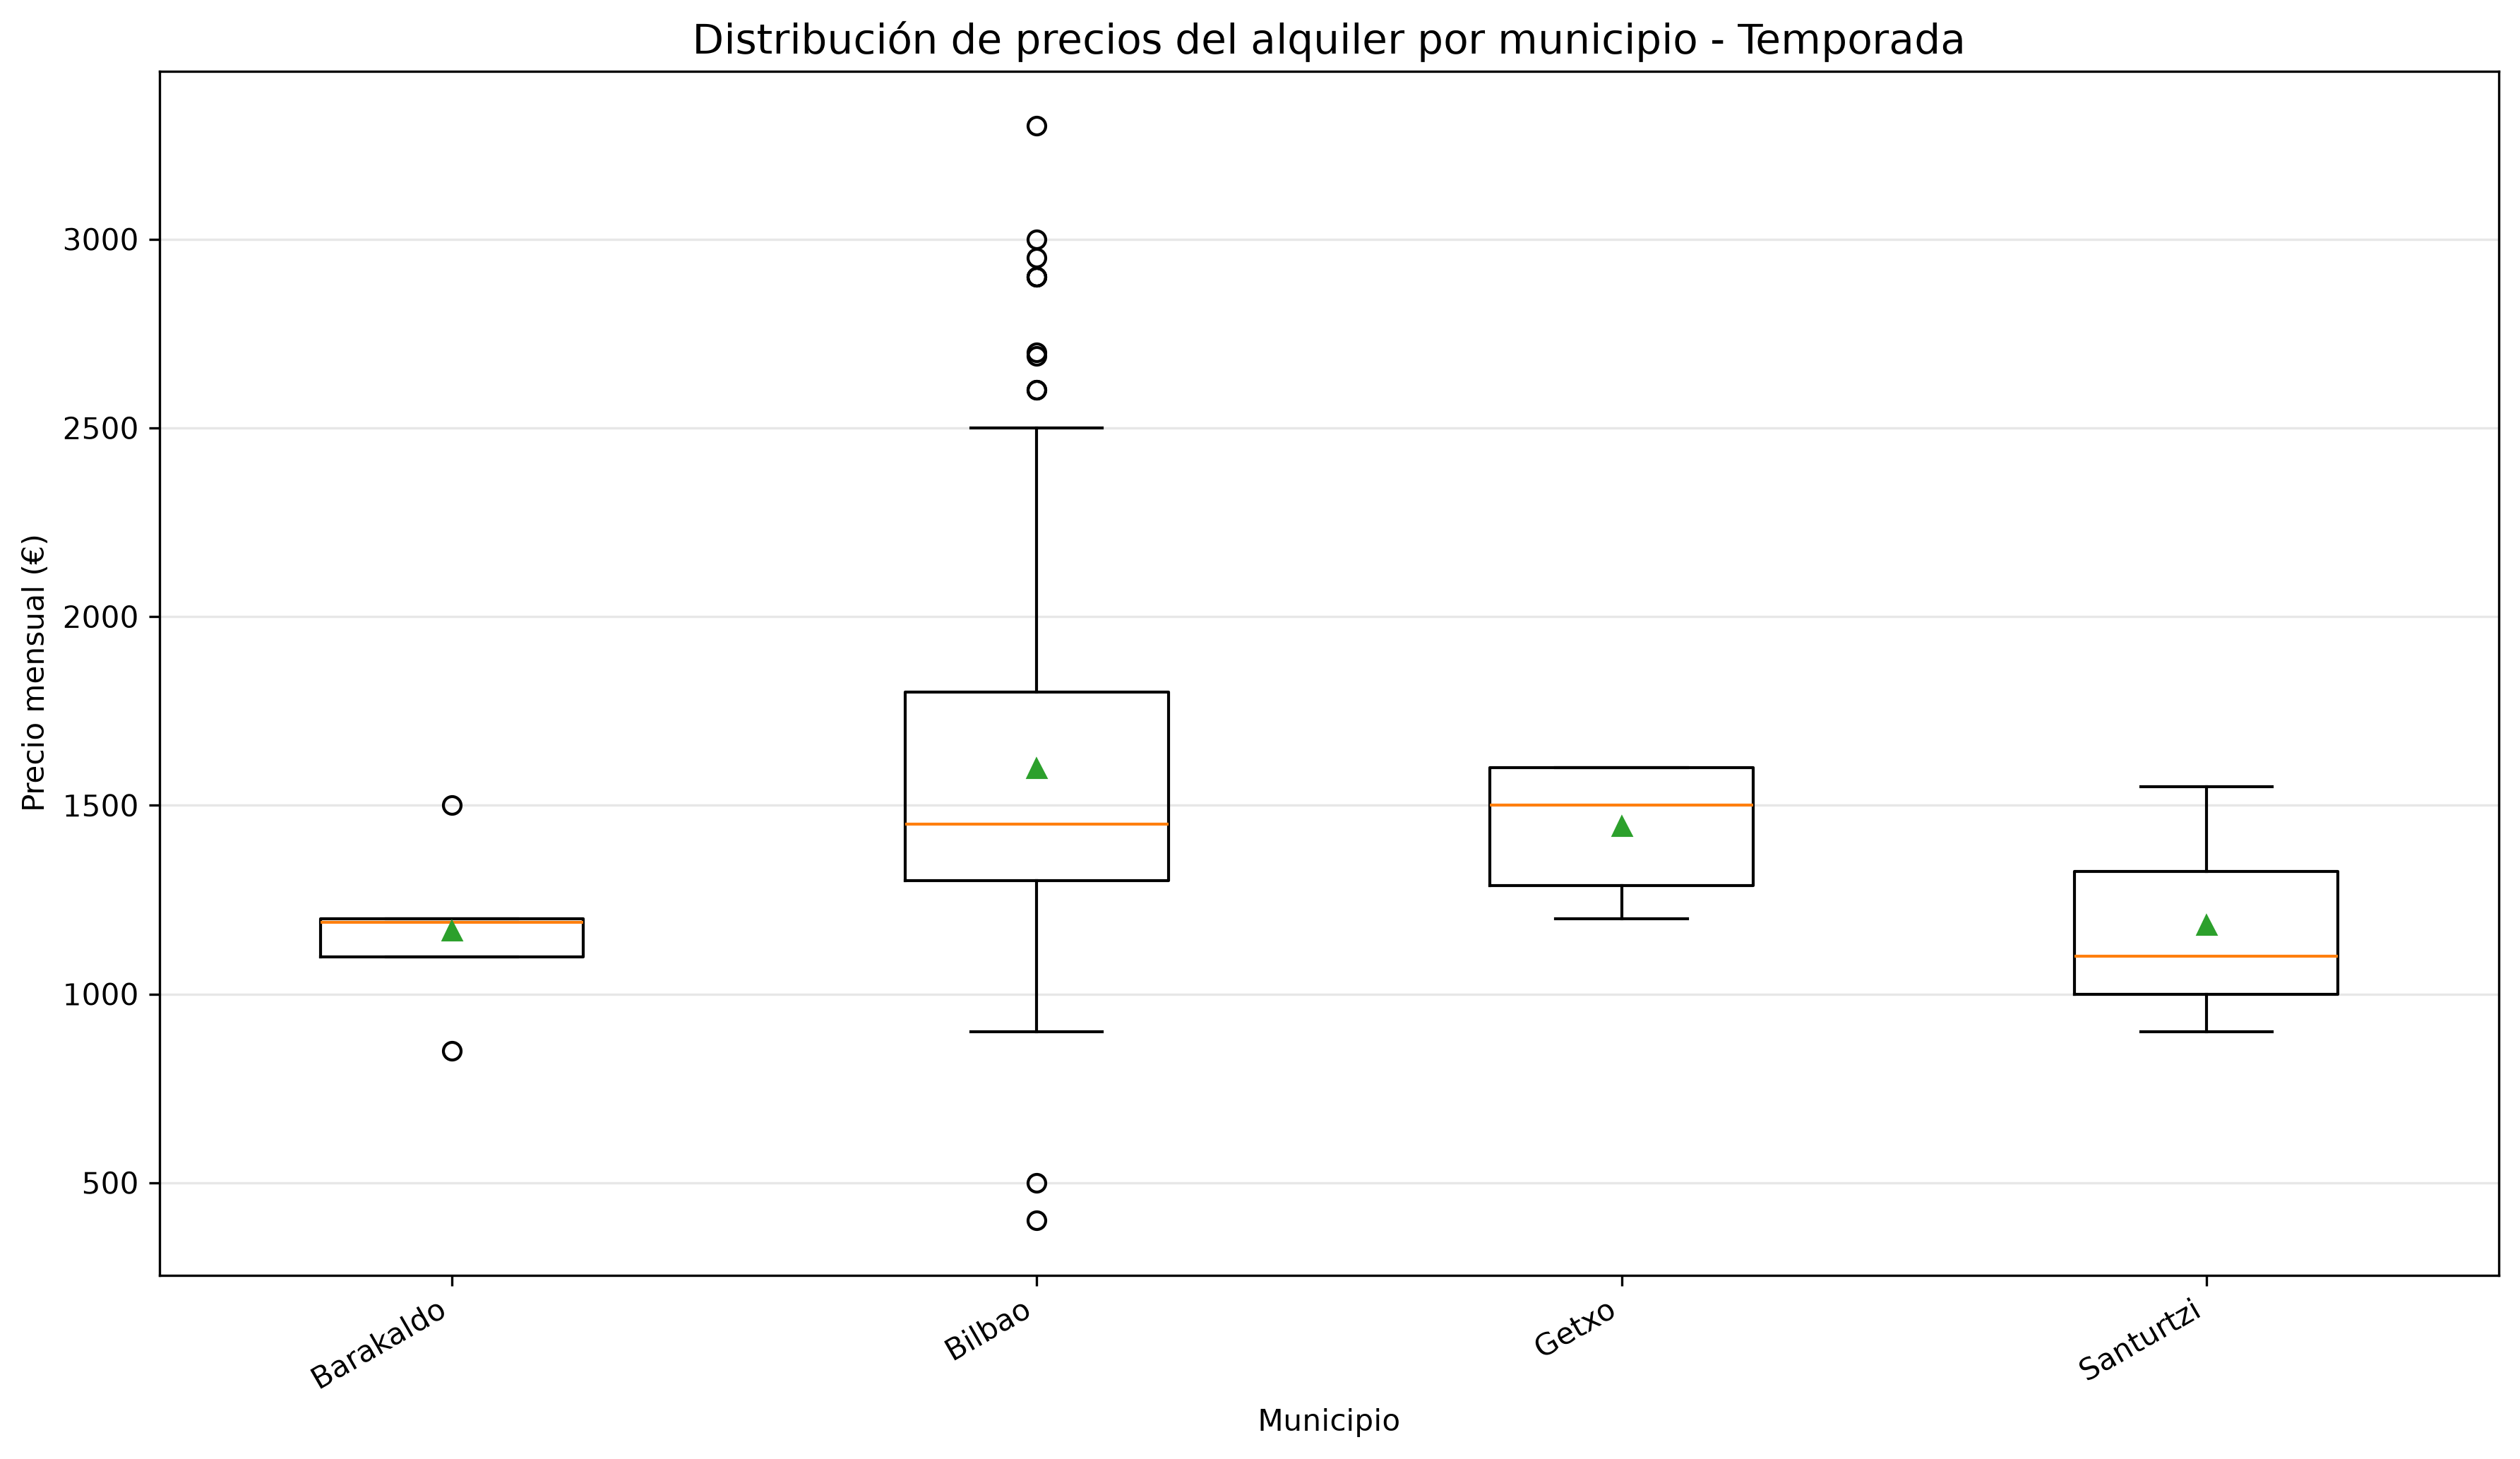 Distribución de precios del alquiler por municipio - Temporada
Precio mensual (€)
3000
2500
2000
1500
1000
500
Barakaldo
Bilbao
Getxo
Santurtzi
Municipio